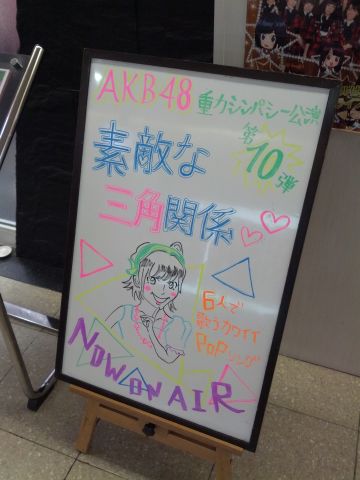 AKB48 重力シンパシー公演
第10弾
素敵な
三角関係
6人で
歌うカワイイ
POPソング
NOW ON AIR